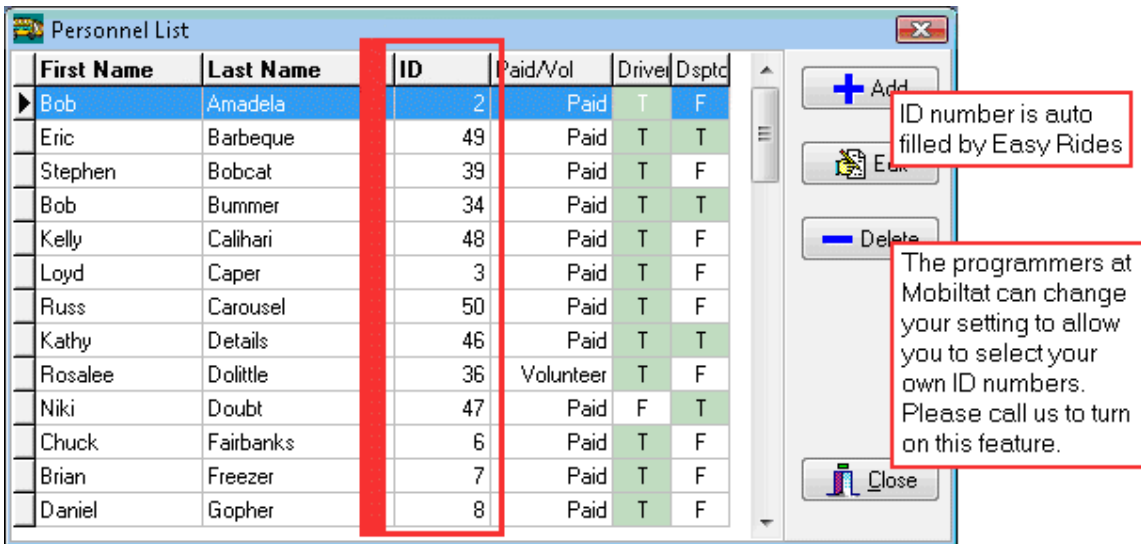 Personnel List
First Name Last Name ID Paid/Vol Driver Dsptc
Bob Amadela 2 Paid T F
Eric Barbeque 49 Paid T T
Stephen Bobcat 39 Paid T F
Bob Bummer 34 Paid T T
Kelly Calihari 48 Paid T F
Loyd Caper 3 Paid T F
Russ Carousel 50 Paid T F
Kathy Details 46 Paid T T
Rosalee Dolittle 36 Volunteer T F
Niki Doubt 47 Paid F T
Chuck Fairbanks 6 Paid T F
Brian Freezer 7 Paid T F
Daniel Gopher 8 Paid T F
Add
ID number is auto
filled by Easy Rides
Delete
The programmers at
Mobiltat can change
your setting to allow
you to select your
own ID numbers.
Please call us to turn
on this feature.
Close